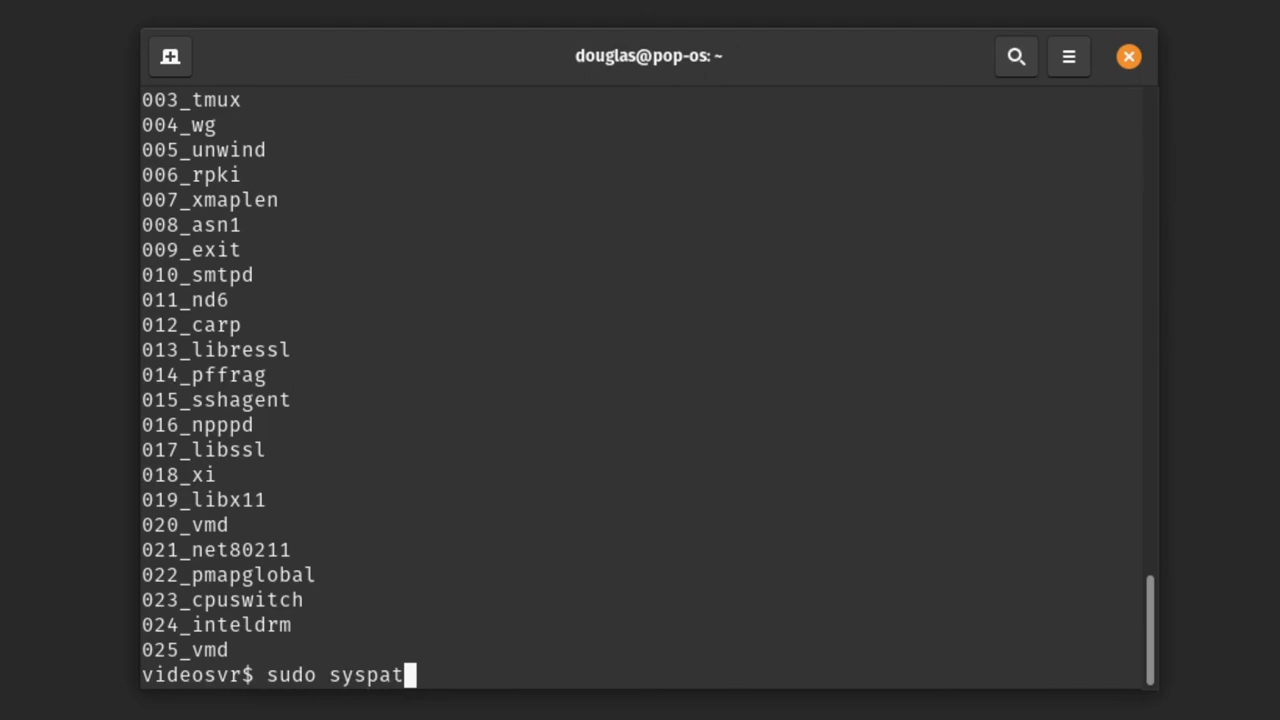 douglas@pop-os: ~
003_tmux
004_wg
005_unwind
006_rpki
007_xmaplen
008_asn1
009_exit
010_smtpd
011_nd6
012_carp
013_libressl
014_pffrag
015_sshagent
016_npppd
017_libssl
018_xi
019_libx11
020_vmd
021_net80211
022_pmapglobal
023_cpuswitch
024_inteldrm
025_vmd
videosvr$ sudo syspat